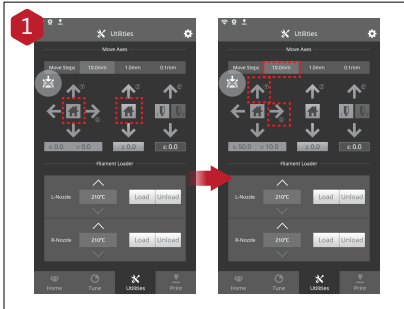 1
Utilities
Move Axes
Move Steps 10.0mm 1.0mm 0.1mm
X: 0.0 Y: 0.0 Z: 0.0 E: 0.0
Filament Loader
L-Nozzle 210°C Load Unload
R-Nozzle 210°C Load Unload
Home Tune Utilities Print
Utilities
Move Axes
Move Steps 10.0mm 1.0mm 0.1mm
X: 50.0 Y: 10.0 Z: 0.0 E: 0.0
Filament Loader
L-Nozzle 210°C Load Unload
R-Nozzle 210°C Load Unload
Home Tune Utilities Print